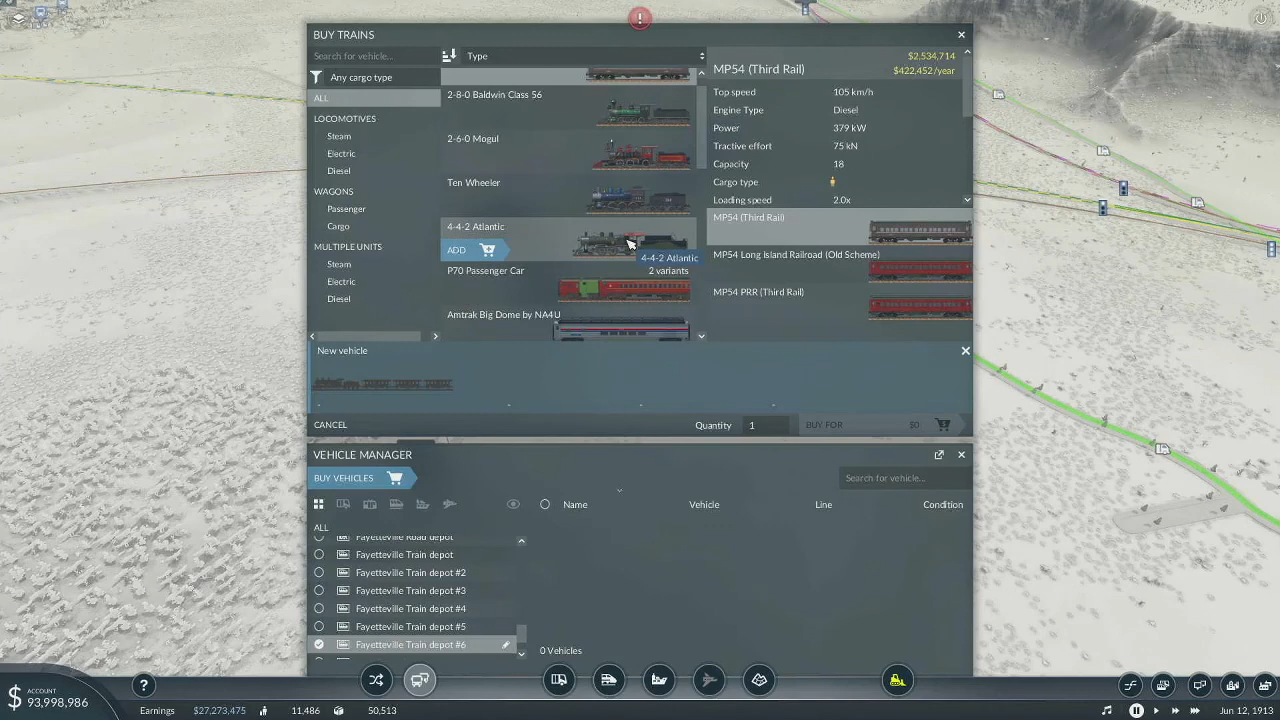 BUY TRAINS
Search for vehicle...
Type
$2,534,714
MP54 (Third Rail)
$422,452/year
Any cargo type
ALL
LOCOMOTIVES
Steam
Electric
Diesel
WAGONS
Passenger
Cargo
MULTIPLE UNITS
Steam
Electric
Diesel
2-8-0 Baldwin Class 56
2-6-0 Mogul
Ten Wheeler
4-4-2 Atlantic
ADD
4-4-2 Atlantic
2 variants
P70 Passenger Car
Amtrak Big Dome by NA4U
Top speed 105 km/h
Engine Type Diesel
Power 379 kW
Tractive effort 75 kN
Capacity 18
Cargo type
Loading speed 2.0x
MP54 (Third Rail)
MP54 Long Island Railroad (Old Scheme)
MP54 PRR (Third Rail)
New vehicle
CANCEL
Quantity 1
BUY FOR $0
VEHICLE MANAGER
BUY VEHICLES
Search for vehicle...
Name Vehicle Line Condition
ALL
Fayetteville Road depot
Fayetteville Train depot
Fayetteville Train depot #2
Fayetteville Train depot #3
Fayetteville Train depot #4
Fayetteville Train depot #5
Fayetteville Train depot #6
0 Vehicles
$ ACCOUNT
93,998,986
?
Earnings $27,273,475 11,486 50,513
Jun 12, 1913